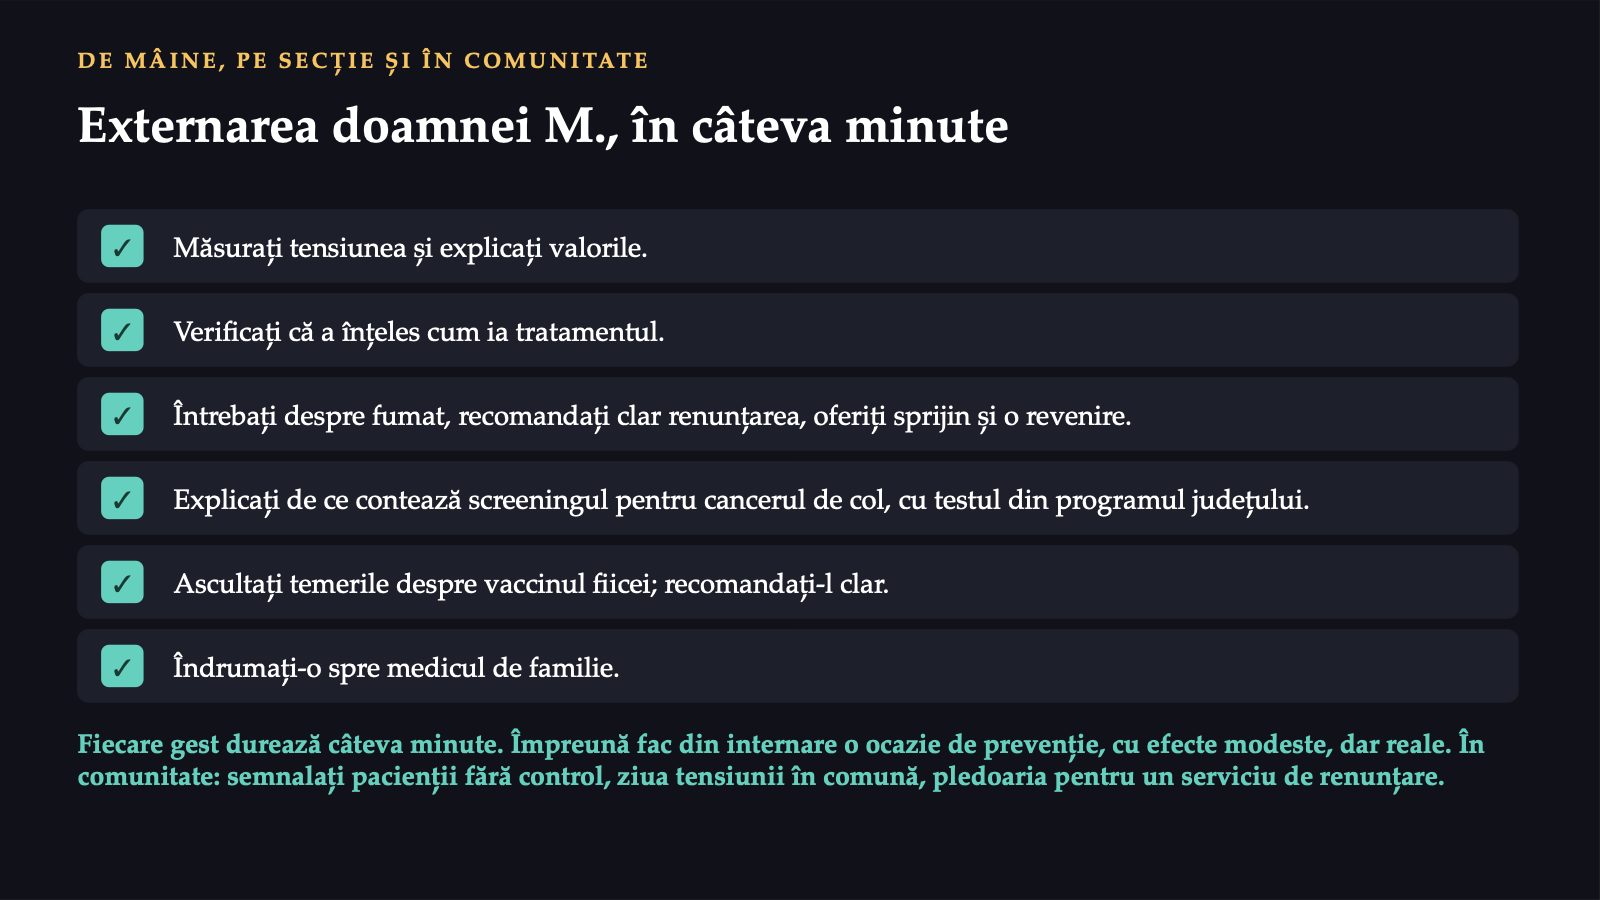 DE MÂINE, PE SECȚIE ȘI ÎN COMUNITATE
Externarea doamnei M., în câteva minute
✓ Măsurați tensiunea și explicați valorile.
✓ Verificați că a înțeles cum ia tratamentul.
✓ Întrebați despre fumat, recomandați clar renunțarea, oferiți sprijin și o revenire.
✓ Explicați de ce contează screeningul pentru cancerul de col, cu testul din programul județului.
✓ Ascultați temerile despre vaccinul fiicei; recomandați-l clar.
✓ Îndrumați-o spre medicul de familie.
Fiecare gest durează câteva minute. Împreună fac din internare o ocazie de prevenție, cu efecte modeste, dar reale. În
comunitate: semnalați pacienții fără control, ziua tensiunii în comună, pledoaria pentru un serviciu de renunțare.